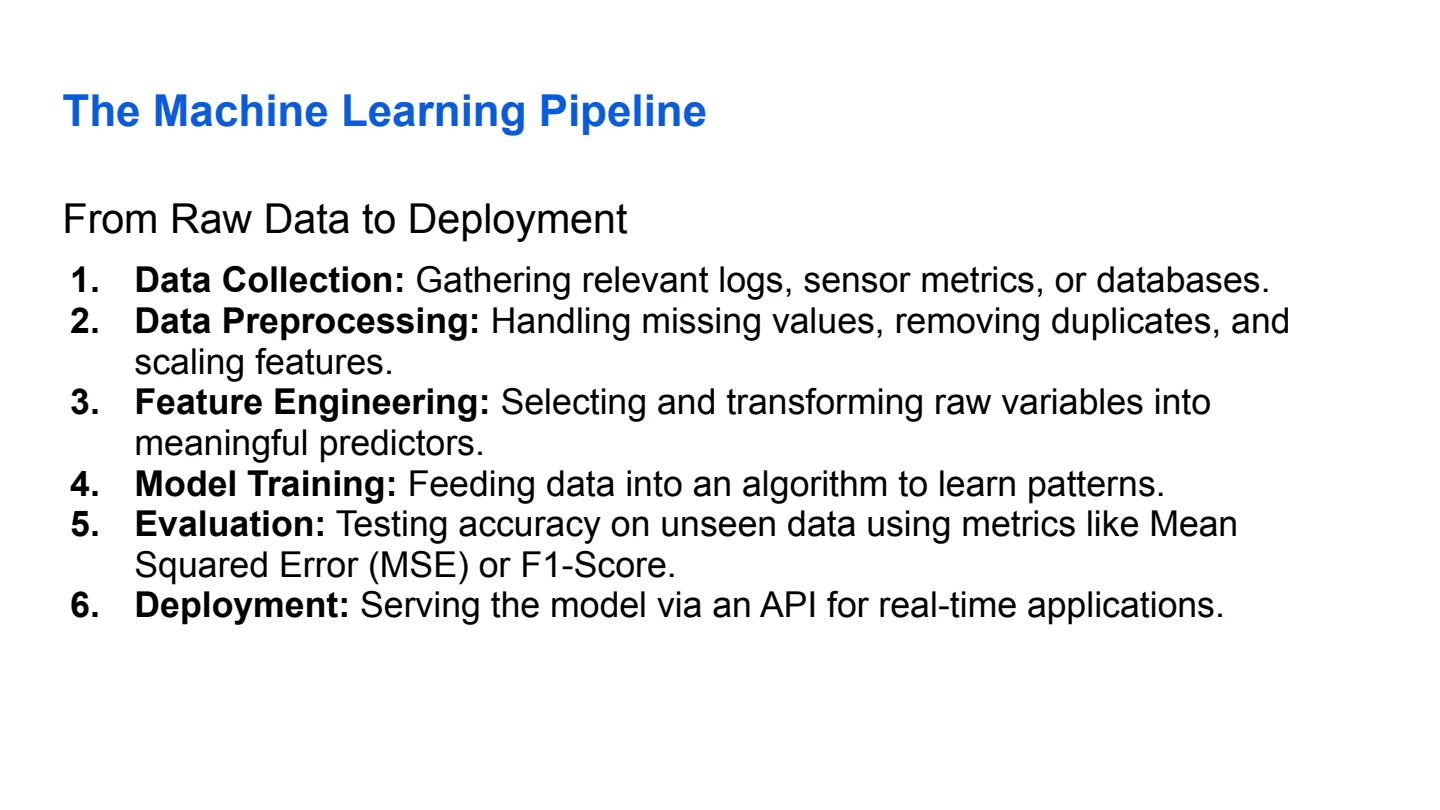 The Machine Learning Pipeline
From Raw Data to Deployment
1. Data Collection: Gathering relevant logs, sensor metrics, or databases.
2. Data Preprocessing: Handling missing values, removing duplicates, and
scaling features.
3. Feature Engineering: Selecting and transforming raw variables into
meaningful predictors.
4. Model Training: Feeding data into an algorithm to learn patterns.
5. Evaluation: Testing accuracy on unseen data using metrics like Mean
Squared Error (MSE) or F1-Score.
6. Deployment: Serving the model via an API for real-time applications.